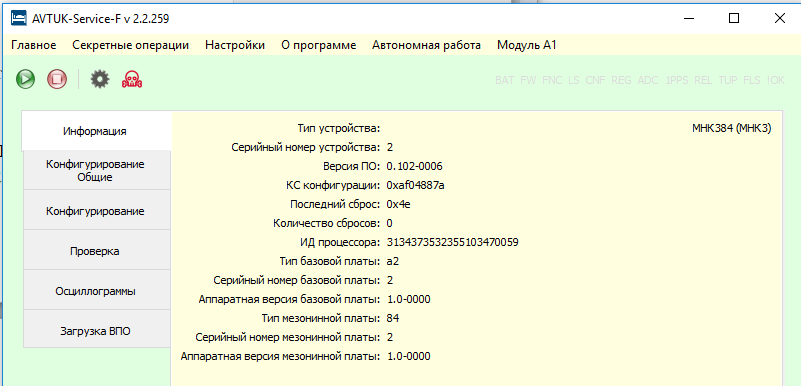 AVTUK-Service-F v 2.2.259
Главное Секретные операции Настройки О программе Автономная работа Модуль А1
BAT FW FNC LS CNF REG ADC 1PPS REL TUP FLS !OK
Информация
Конфигурирование
Общие
Конфигурирование
Проверка
Осциллограммы
Загрузка ВПО
Тип устройства: МНК384 (МНК3)
Серийный номер устройства: 2
Версия ПО: 0.102-0006
КС конфигурации: 0xaf04887a
Последний сброс: 0x4e
Количество сбросов: 0
ИД процессора: 3134373532355103470059
Тип базовой платы: a2
Серийный номер базовой платы: 2
Аппаратная версия базовой платы: 1.0-0000
Тип мезонинной платы: 84
Серийный номер мезонинной платы: 2
Аппаратная версия мезонинной платы: 1.0-0000